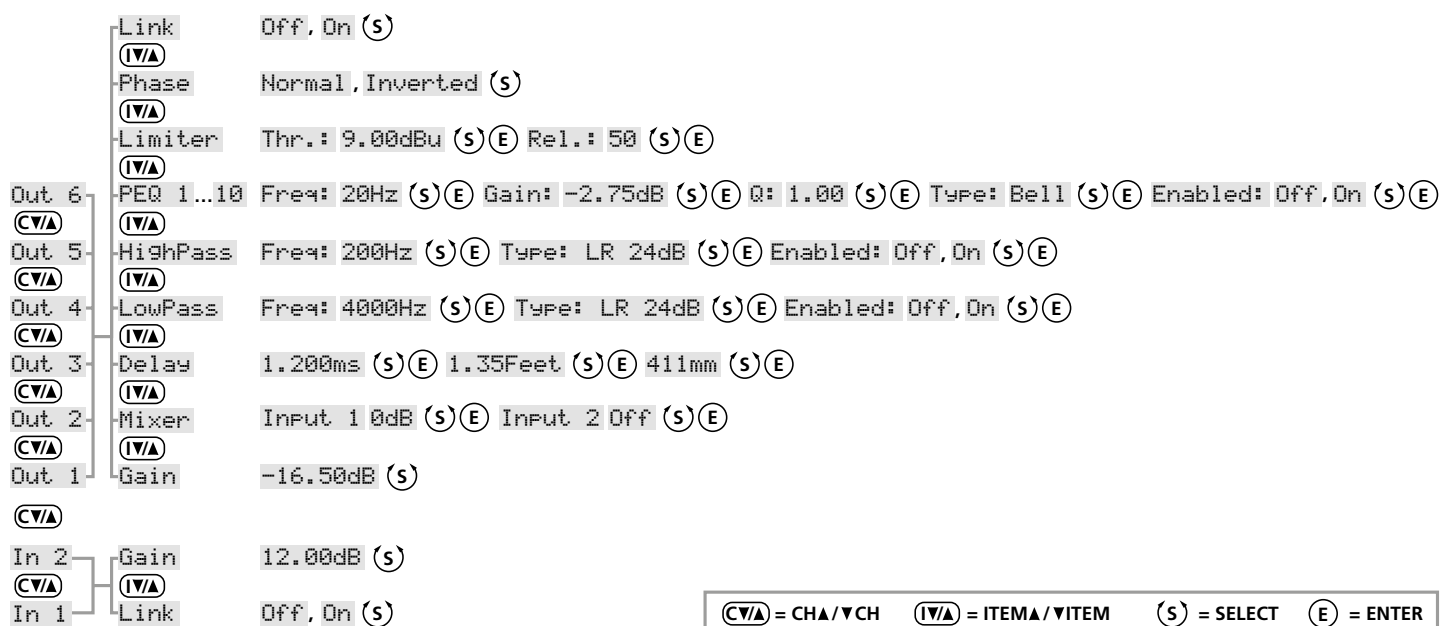 Link Off, On (S)
(I▼/▲)
Phase Normal, Inverted (S)
(I▼/▲)
Limiter Thr.: 9.00dBu (S) (E) Rel.: 50 (S) (E)
(I▼/▲)
Out 6 PEQ 1...10 Freq: 20Hz (S) (E) Gain: -2.75dB (S) (E) Q: 1.00 (S) (E) Type: Bell (S) (E) Enabled: Off, On (S) (E)
(C▼/▲) (I▼/▲)
Out 5 HighPass Freq: 200Hz (S) (E) Type: LR 24dB (S) (E) Enabled: Off, On (S) (E)
(C▼/▲) (I▼/▲)
Out 4 LowPass Freq: 4000Hz (S) (E) Type: LR 24dB (S) (E) Enabled: Off, On (S) (E)
(C▼/▲) (I▼/▲)
Out 3 Delay 1.200ms (S) (E) 1.35Feet (S) (E) 411mm (S) (E)
(C▼/▲) (I▼/▲)
Out 2 Mixer Input 1 0dB (S) (E) Input 2 Off (S) (E)
(C▼/▲) (I▼/▲)
Out 1 Gain -16.50dB (S)
(C▼/▲)
In 2 Gain 12.00dB (S)
(C▼/▲) (I▼/▲)
In 1 Link Off, On (S)
(C▼/▲) = CH▲/▼CH (I▼/▲) = ITEM▲/▼ITEM (S) = SELECT (E) = ENTER